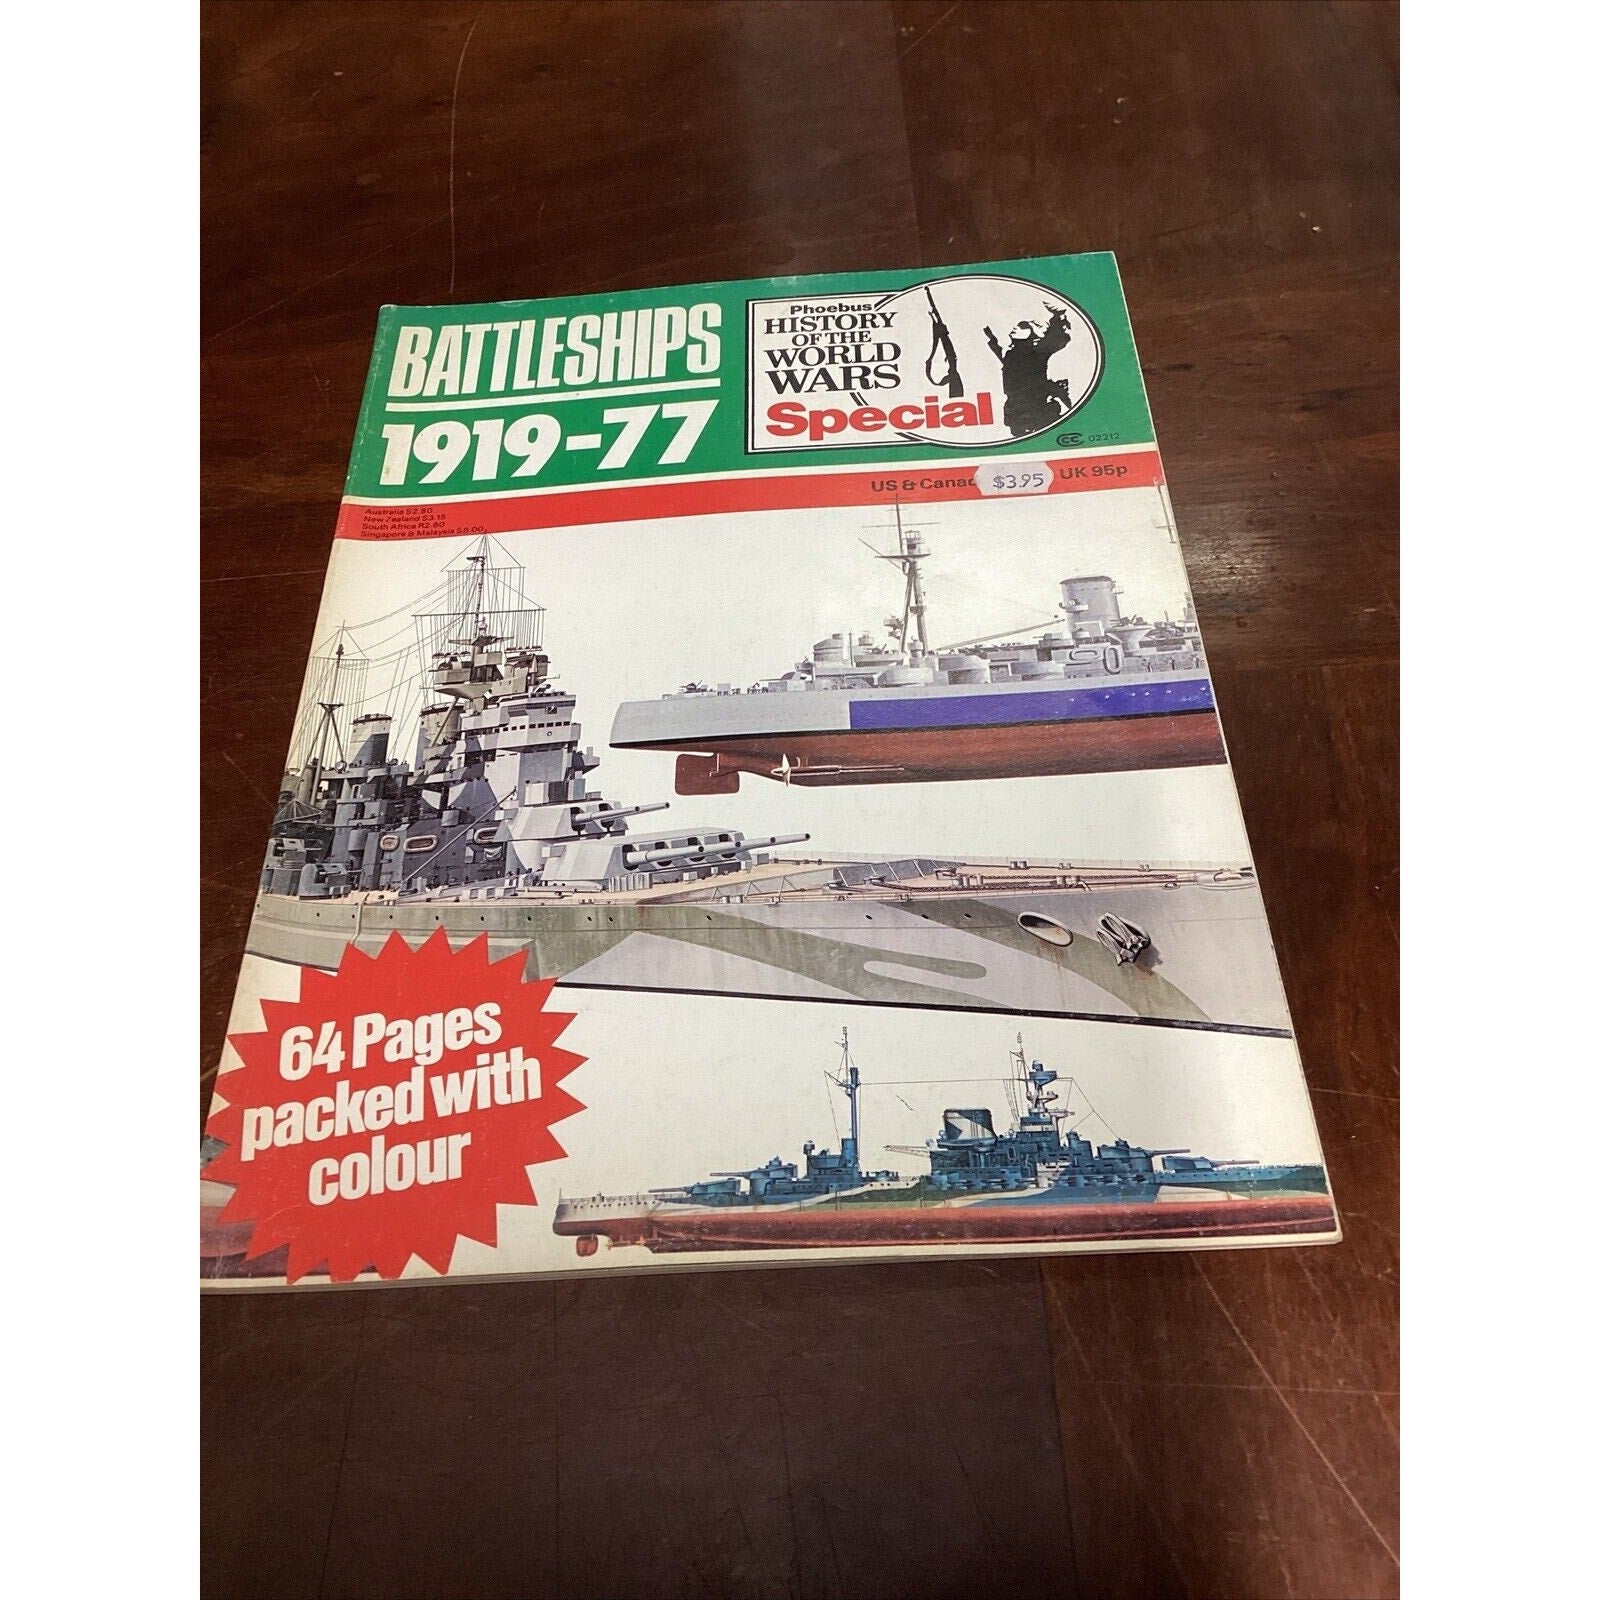 BATTLESHIPS
1919-77
Phoebus
HISTORY
OF THE
WORLD
WARS
Special
CCC 02212
US & Canad $3.95 UK 95p
Australia $2.80
New Zealand $3.15
South Africa R2.60
Singapore & Malaysia $6.00
64 Pages
packed with
colour